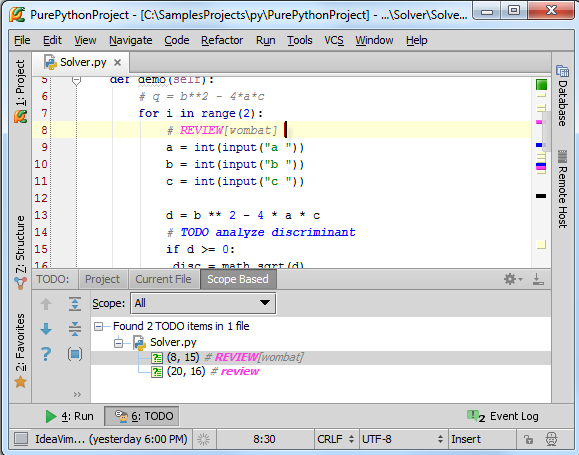 PurePythonProject - [C:\SamplesProjects\py\PurePythonProject] - ...\Solver\Solve...
File Edit View Navigate Code Refactor Run Tools VCS Window Help
1: Project
Z: Structure
2: Favorites
Solver.py
5 def demo(self):
6 # q = b**2 - 4*a*c
7 for i in range(2):
8 # REVIEW[wombat]
9 a = int(input("a "))
10 b = int(input("b "))
11 c = int(input("c "))
12
13 d = b ** 2 - 4 * a * c
14 # TODO analyze discriminant
15 if d >= 0:
16 disc = math.sqrt(d)
Database
Remote Host
TODO: Project Current File Scope Based
Scope: All
Found 2 TODO items in 1 file
Solver.py
(8, 15) # REVIEW[wombat]
(20, 16) # review
4: Run 6: TODO 2 Event Log
IdeaVim... (yesterday 6:00 PM) 8:30 CRLF UTF-8 Insert